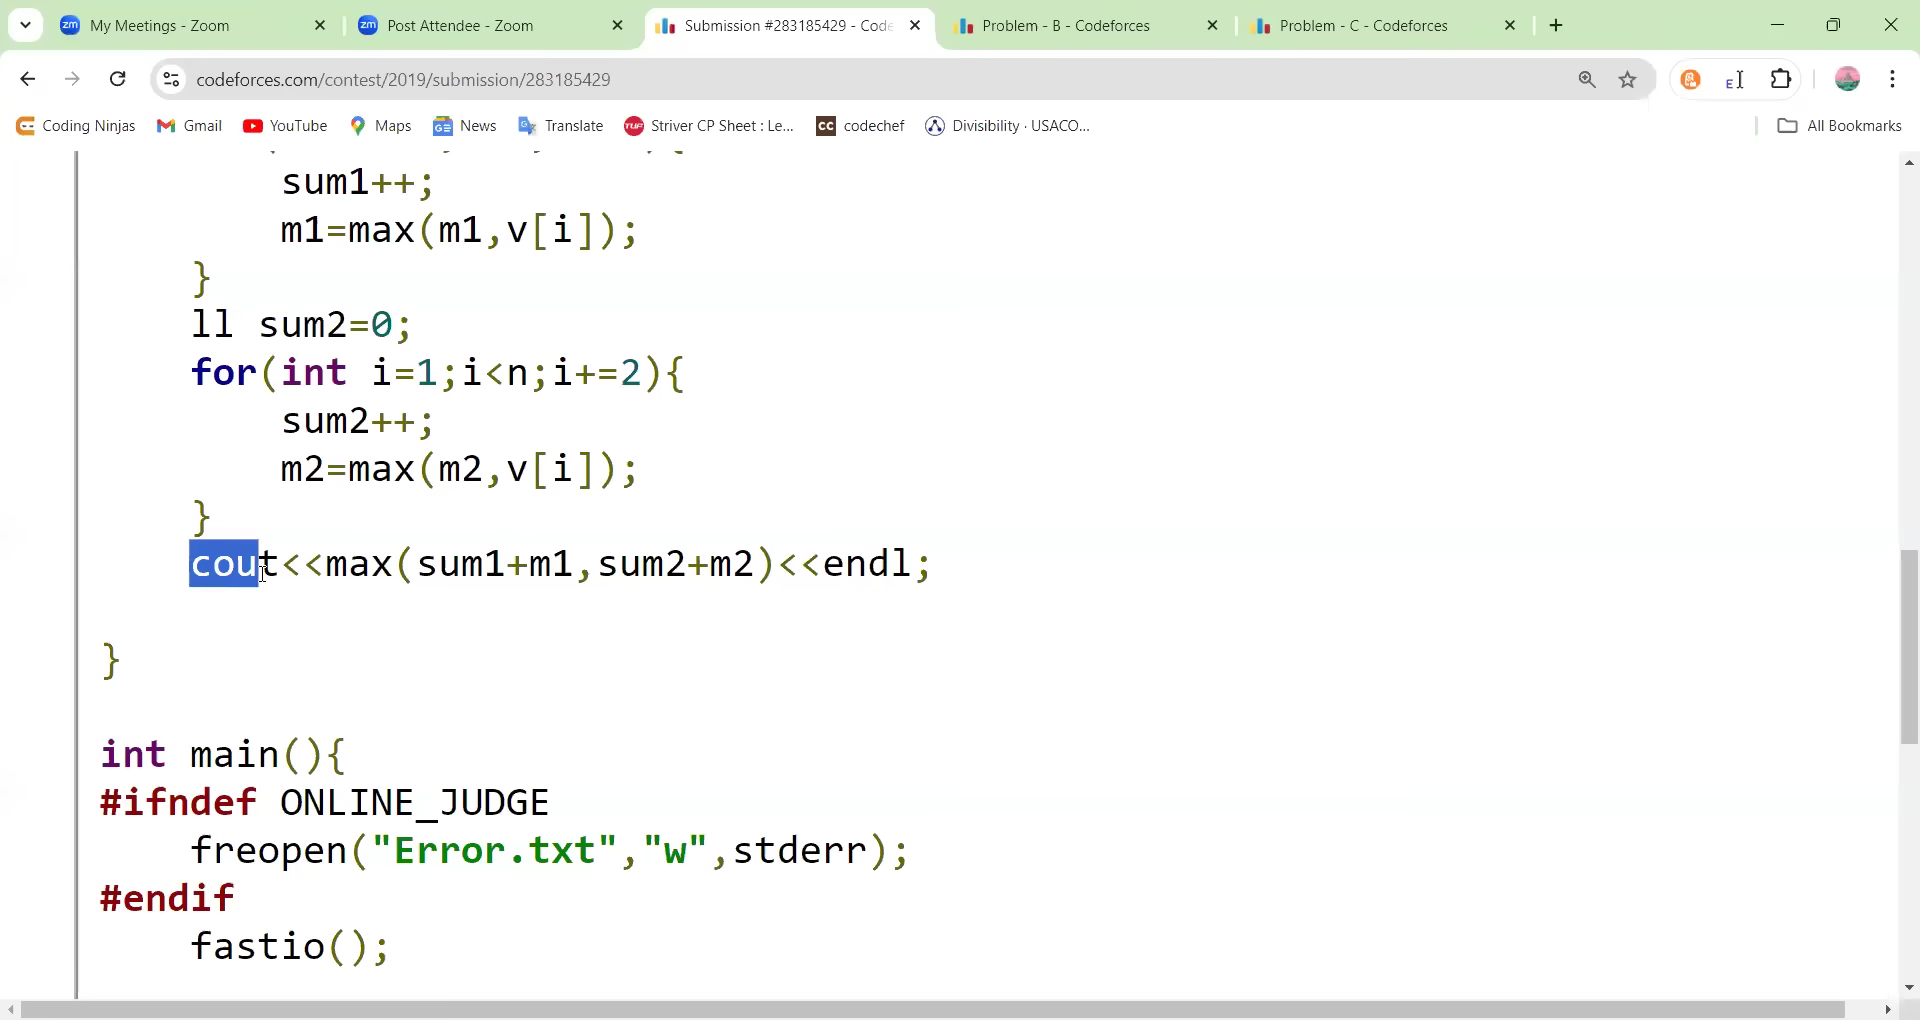 My Meetings - Zoom
Post Attendee - Zoom
Submission #283185429 - Code
Problem - B - Codeforces
Problem - C - Codeforces
codeforces.com/contest/2019/submission/283185429
Coding Ninjas
Gmail
YouTube
Maps
News
Translate
Striver CP Sheet : Le...
codechef
Divisibility · USACO...
All Bookmarks
sum1++;
m1=max(m1,v[i]);
}
ll sum2=0;
for(int i=1;i<n;i+=2){
sum2++;
m2=max(m2,v[i]);
}
cout<<max(sum1+m1,sum2+m2)<<endl;
}
int main(){
#ifndef ONLINE_JUDGE
freopen("Error.txt","w",stderr);
#endif
fastio();